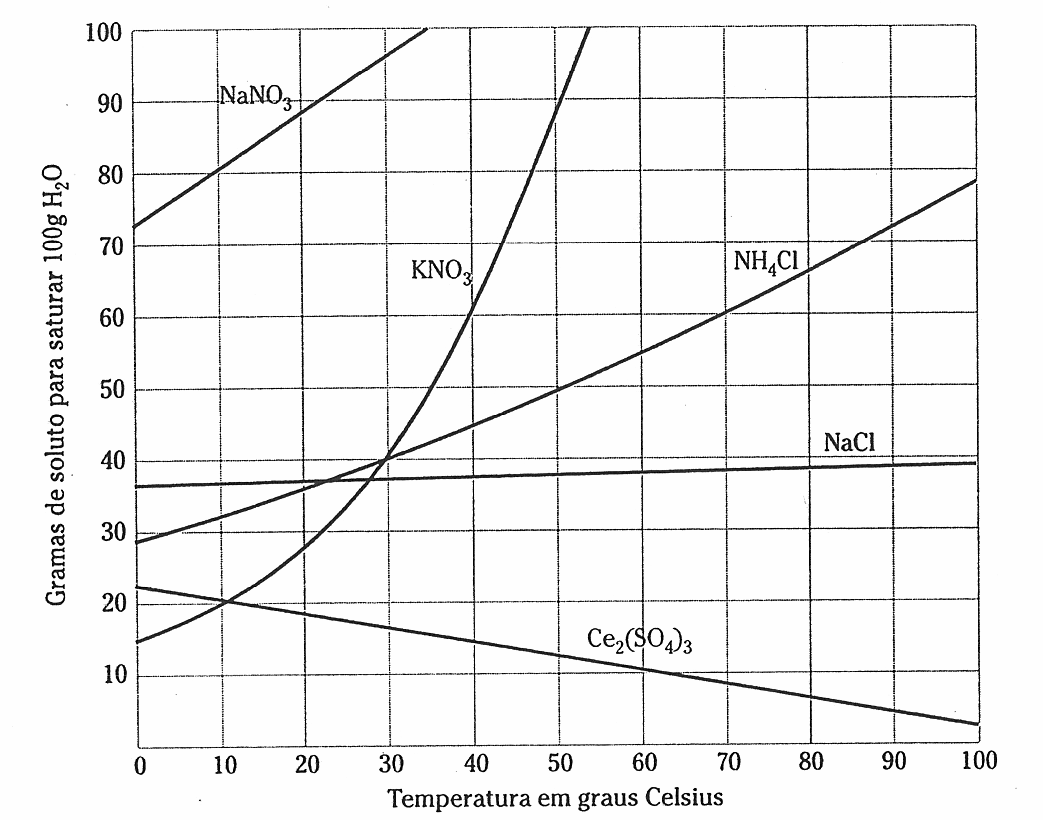 Gramas de soluto para saturar 100g H₂O
100
90
80
70
60
50
40
30
20
10
NaNO₃
KNO₃
NH₄Cl
NaCl
Ce₂(SO₄)₃
0 10 20 30 40 50 60 70 80 90 100
Temperatura em graus Celsius